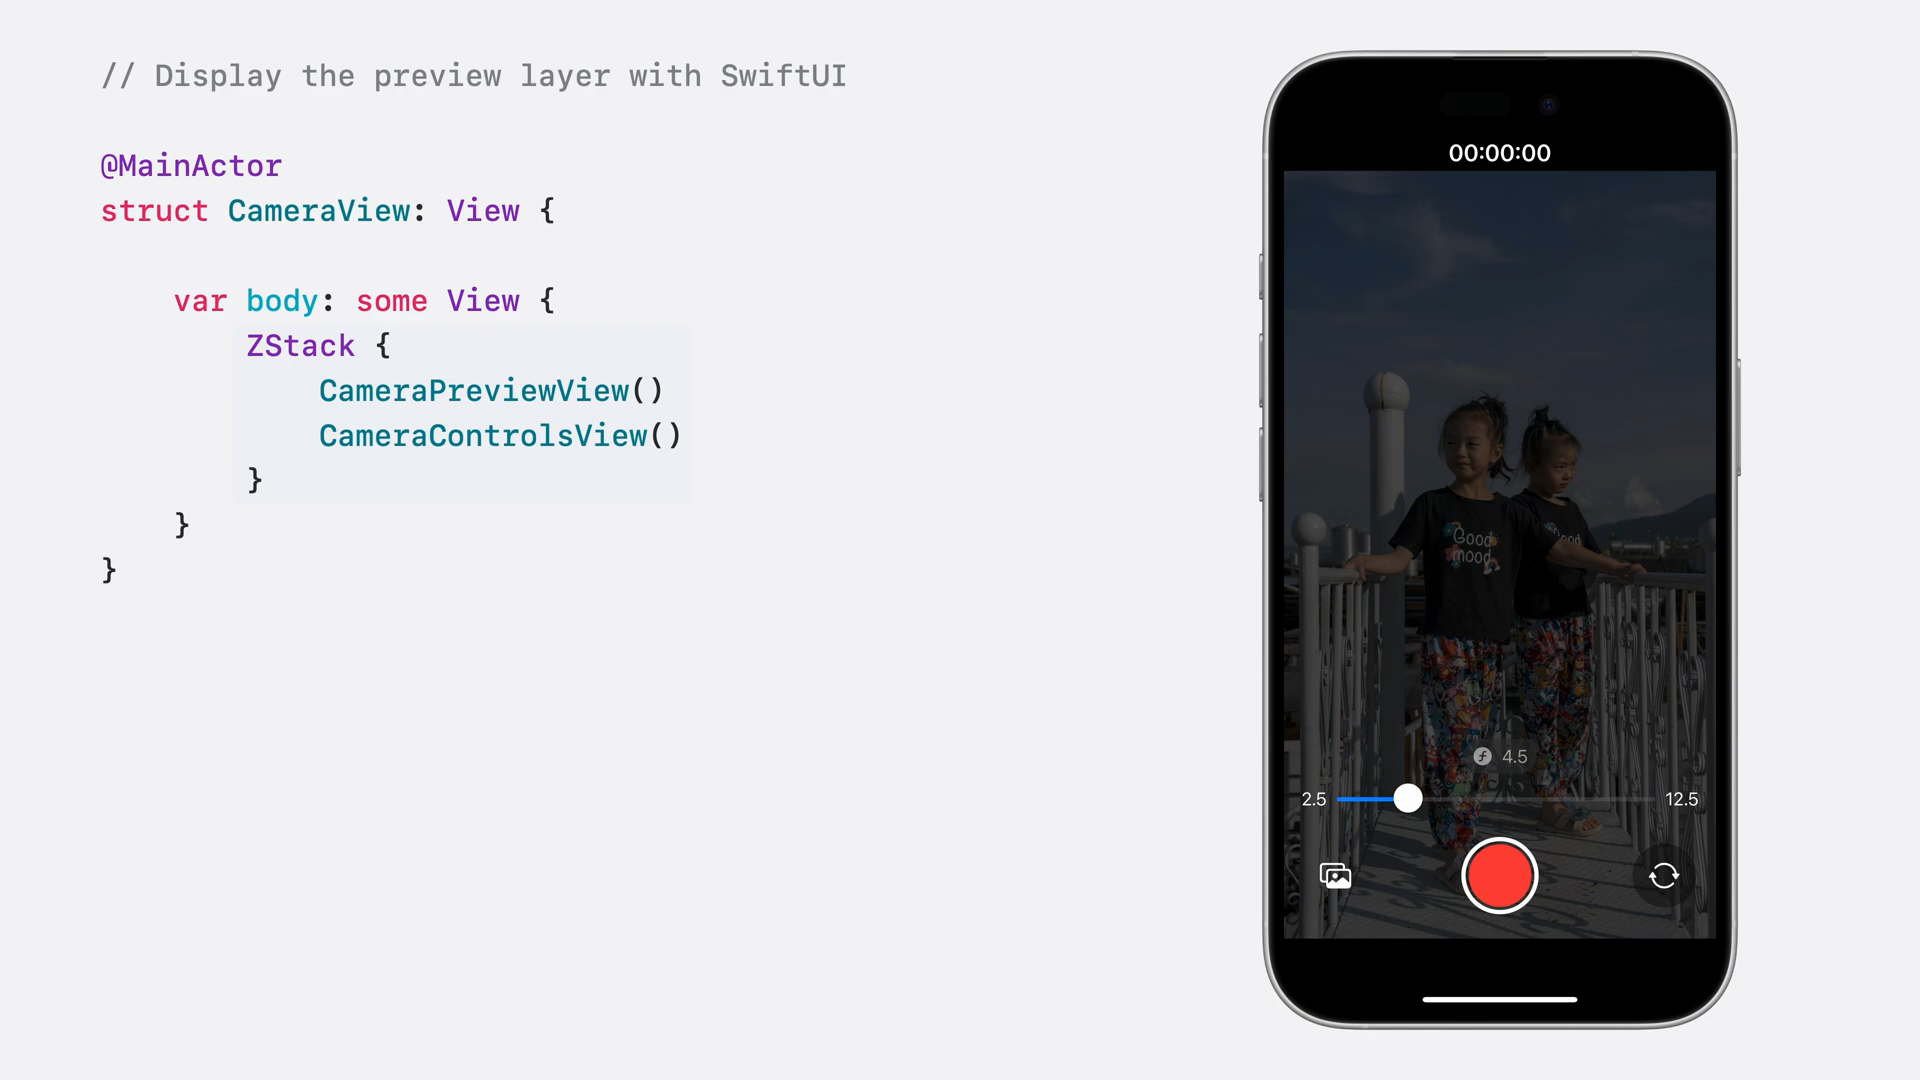 // Display the preview layer with SwiftUI
@MainActor
struct CameraView: View {
var body: some View {
ZStack {
CameraPreviewView()
CameraControlsView()
}
}
}
00:00:00
Good
mood
ood
f 4.5
2.5
12.5